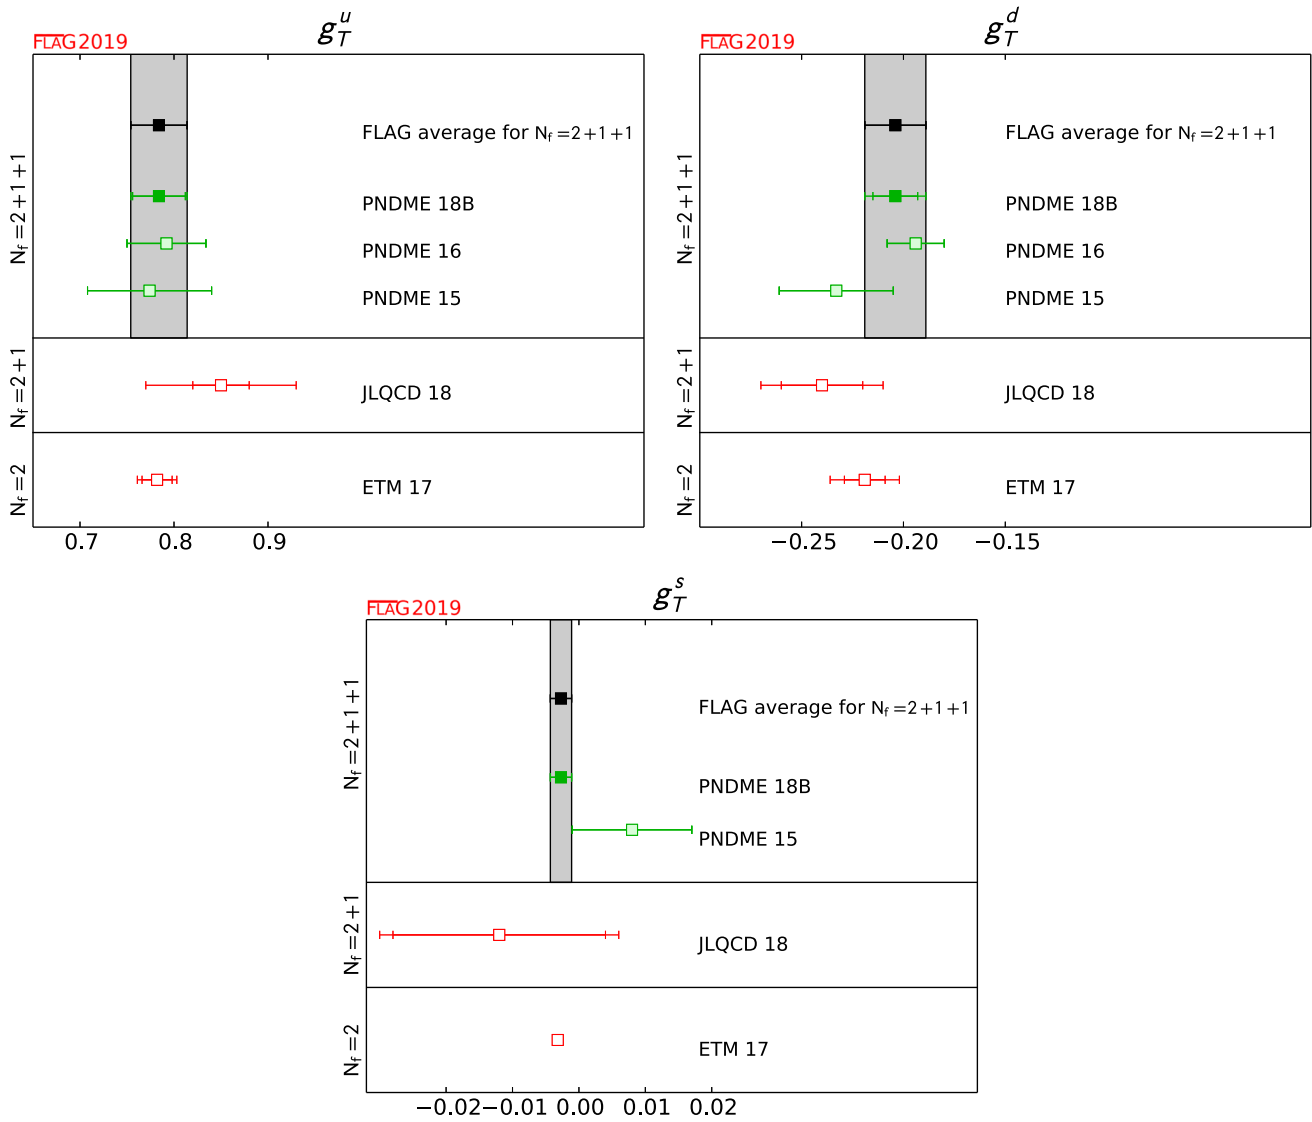 FLAG2019
g_T^u
N_f=2+1+1
FLAG average for N_f=2+1+1
PNDME 18B
PNDME 16
PNDME 15
N_f=2+1
JLQCD 18
N_f=2
ETM 17
0.7 0.8 0.9
FLAG2019
g_T^d
N_f=2+1+1
FLAG average for N_f=2+1+1
PNDME 18B
PNDME 16
PNDME 15
N_f=2+1
JLQCD 18
N_f=2
ETM 17
−0.25 −0.20 −0.15
FLAG2019
g_T^s
N_f=2+1+1
FLAG average for N_f=2+1+1
PNDME 18B
PNDME 15
N_f=2+1
JLQCD 18
N_f=2
ETM 17
−0.02 −0.01 0.00 0.01 0.02